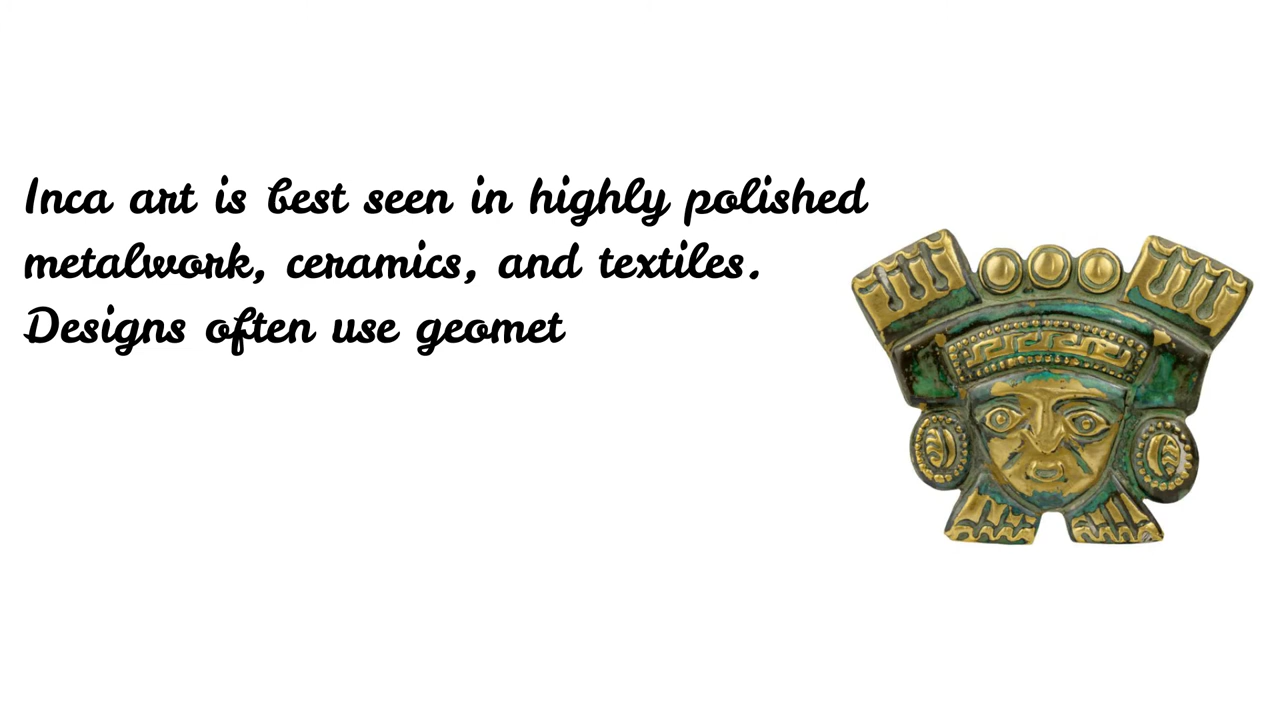 Inca art is best seen in highly polished
metalwork, ceramics, and textiles.
Designs often use geomet